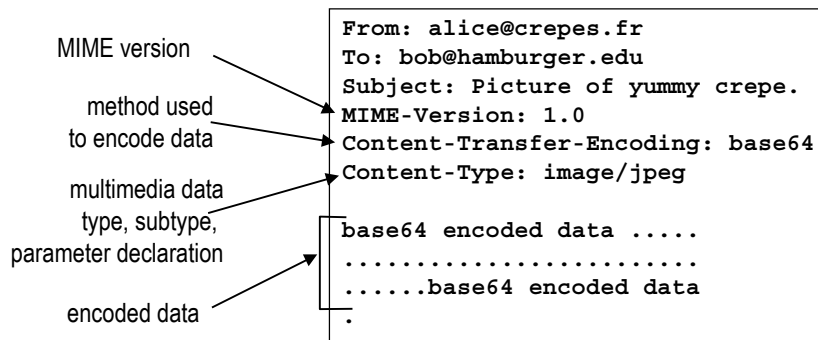 From: alice@crepes.fr
To: bob@hamburger.edu
Subject: Picture of yummy crepe.
MIME-Version: 1.0
Content-Transfer-Encoding: base64
Content-Type: image/jpeg
base64 encoded data .....
.........................
......base64 encoded data
.
MIME version
method used
to encode data
multimedia data
type, subtype,
parameter declaration
encoded data